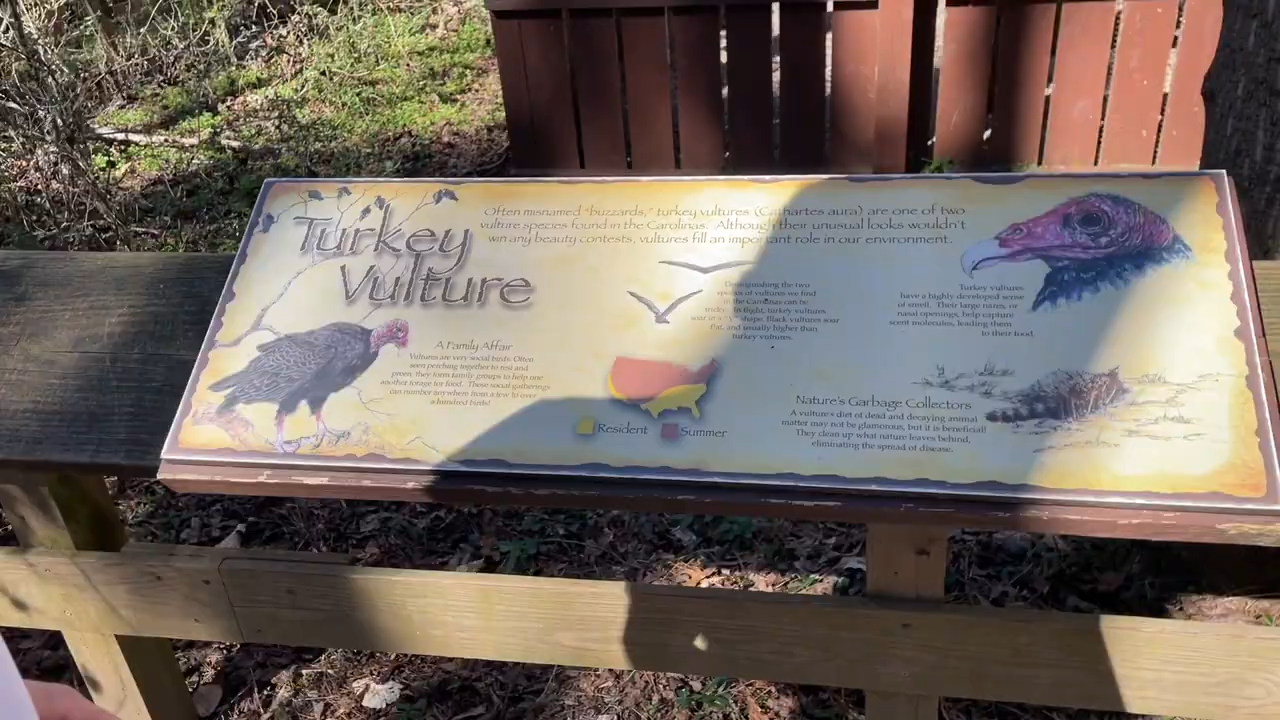 Turkey
Vulture
Often misnamed "buzzards," turkey vultures (Cathartes aura) are one of two
vulture species found in the Carolinas. Although their unusual looks wouldn't
win any beauty contests, vultures fill an important role in our environment.
Distinguishing the two
species of vultures we find
in the Carolinas can be
tricky. In flight, turkey vultures
soar in a "V" shape. Black vultures soar
flat, and usually higher than
turkey vultures.
Turkey vultures
have a highly developed sense
of smell. Their large nares, or
nasal openings, help capture
scent molecules, leading them
to their food.
A Family Affair
Vultures are very social birds. Often
seen perching together to rest and
preen, they form family groups to help one
another forage for food. These social gatherings
can number anywhere from a few to over
a hundred birds!
Resident
Summer
Nature's Garbage Collectors
A vulture's diet of dead and decaying animal
matter may not be glamorous, but it is beneficial!
They clean up what nature leaves behind,
eliminating the spread of disease.